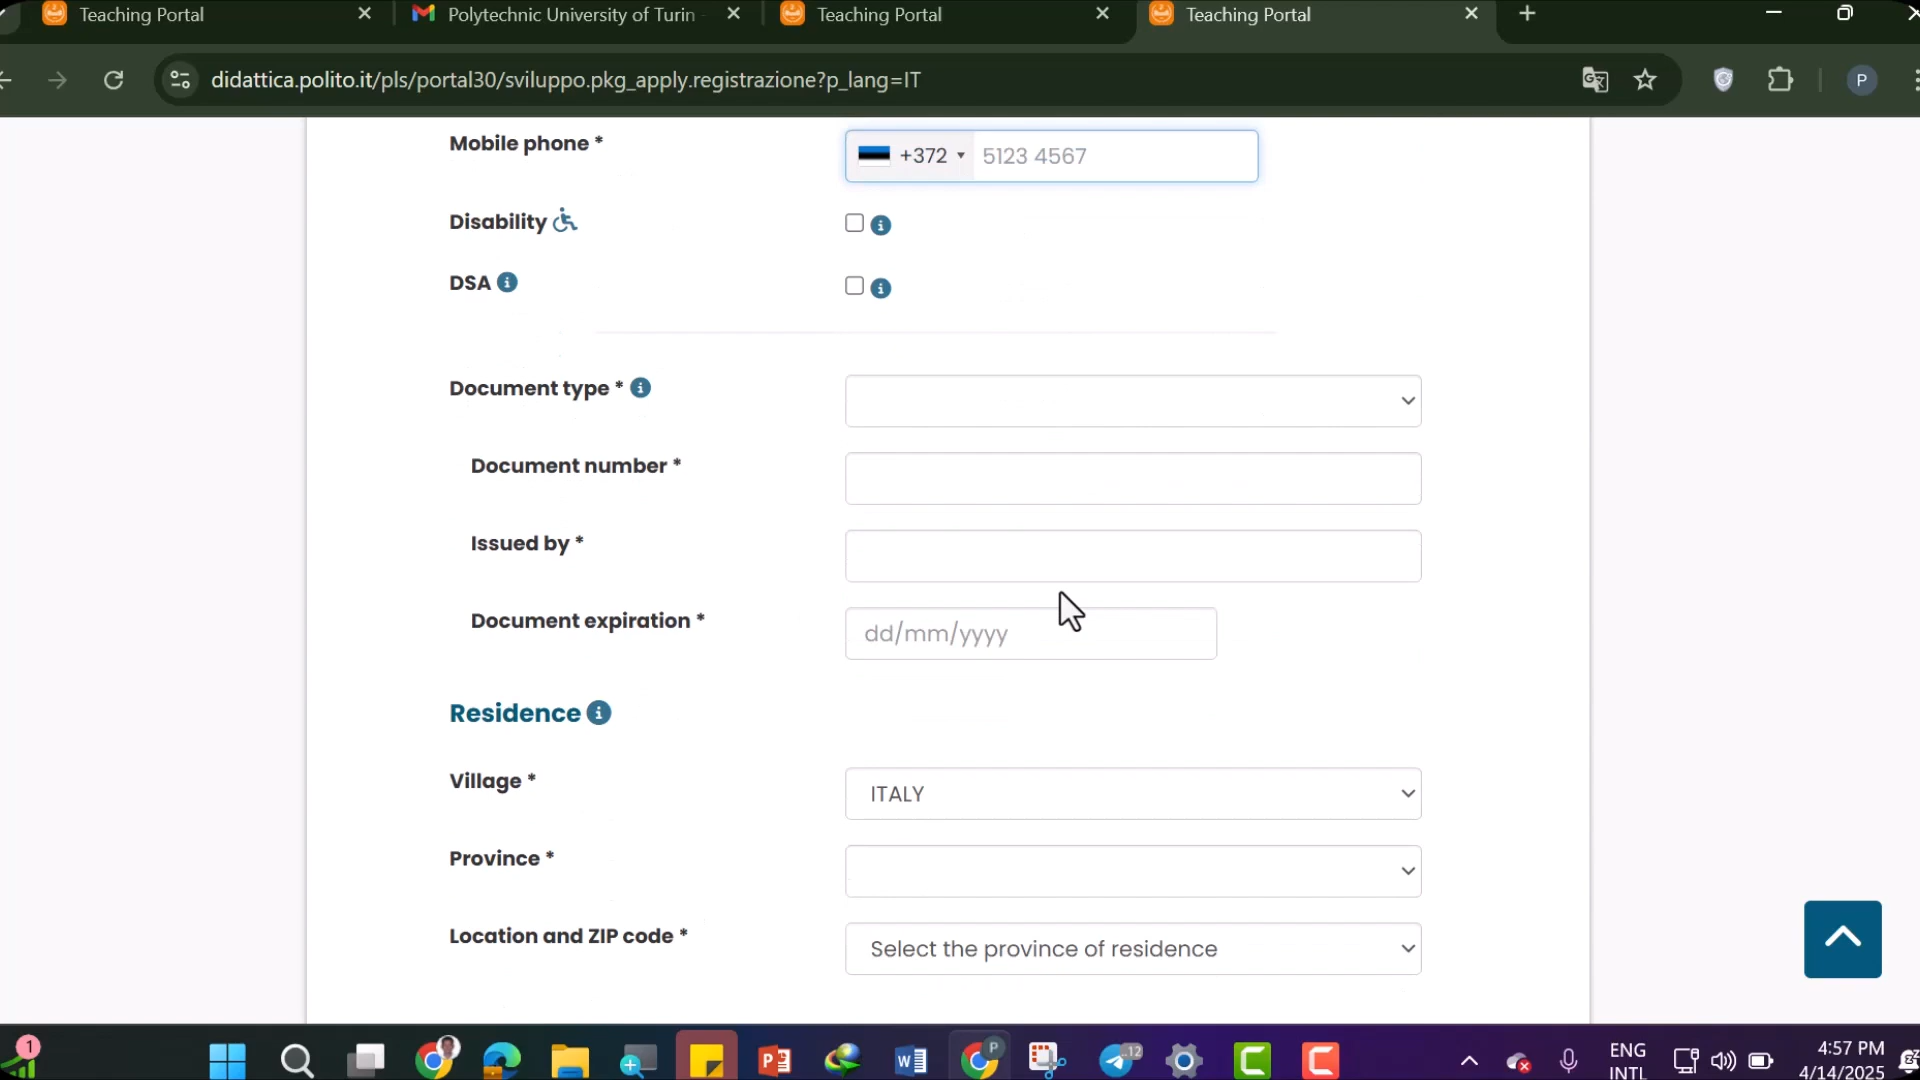 Teaching Portal
Polytechnic University of Turin -
Teaching Portal
Teaching Portal
didattica.polito.it/pls/portal30/sviluppo.pkg_apply.registrazione?p_lang=IT
P
Mobile phone *
+372
5123 4567
Disability
DSA
Document type *
Document number *
Issued by *
Document expiration *
dd/mm/yyyy
Residence
Village *
ITALY
Province *
Location and ZIP code *
Select the province of residence
1
P
12
ENG
INTL
4:57 PM
4/14/2025